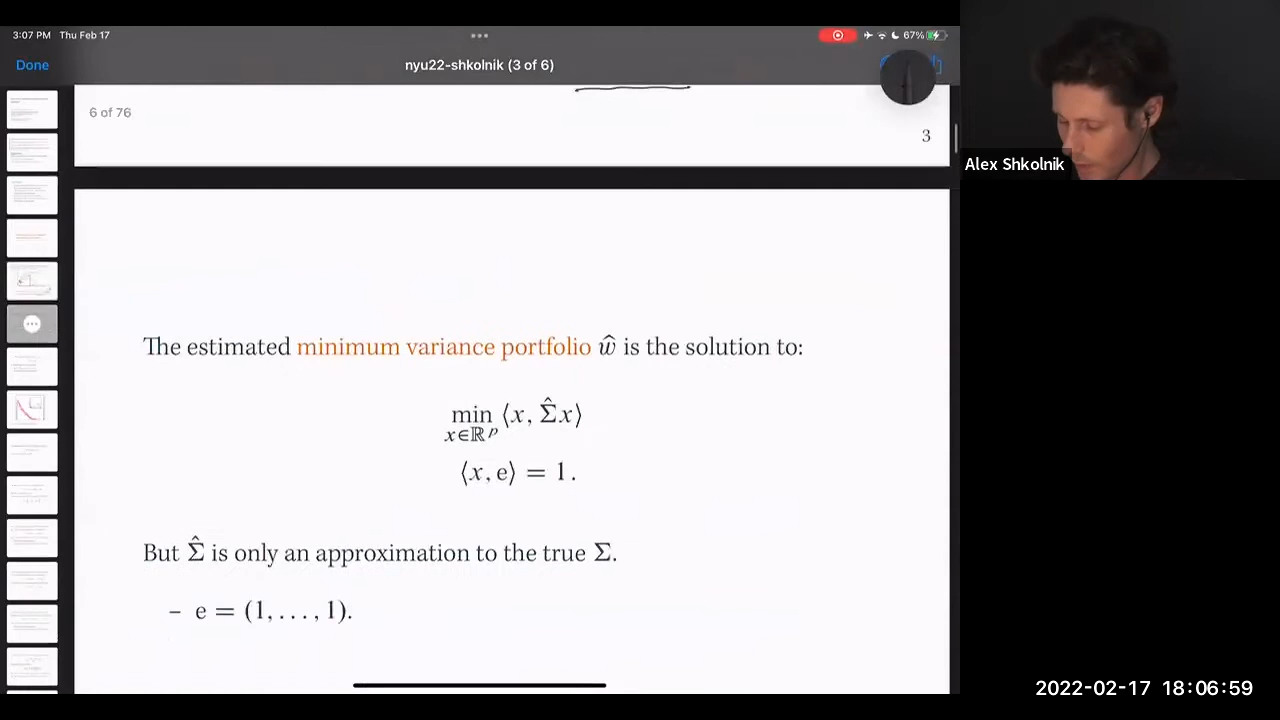 3:07 PM Thu Feb 17
67%
Done
nyu22-shkolnik (3 of 6)
6 of 76
3
Alex Shkolnik
The estimated minimum variance portfolio ŵ is the solution to:
min ⟨x, Σ̂x⟩
x∈ℝᵖ
⟨x, e⟩ = 1.
But Σ̂ is only an approximation to the true Σ.
– e = (1, . . . , 1).
2022-02-17 18:06:59